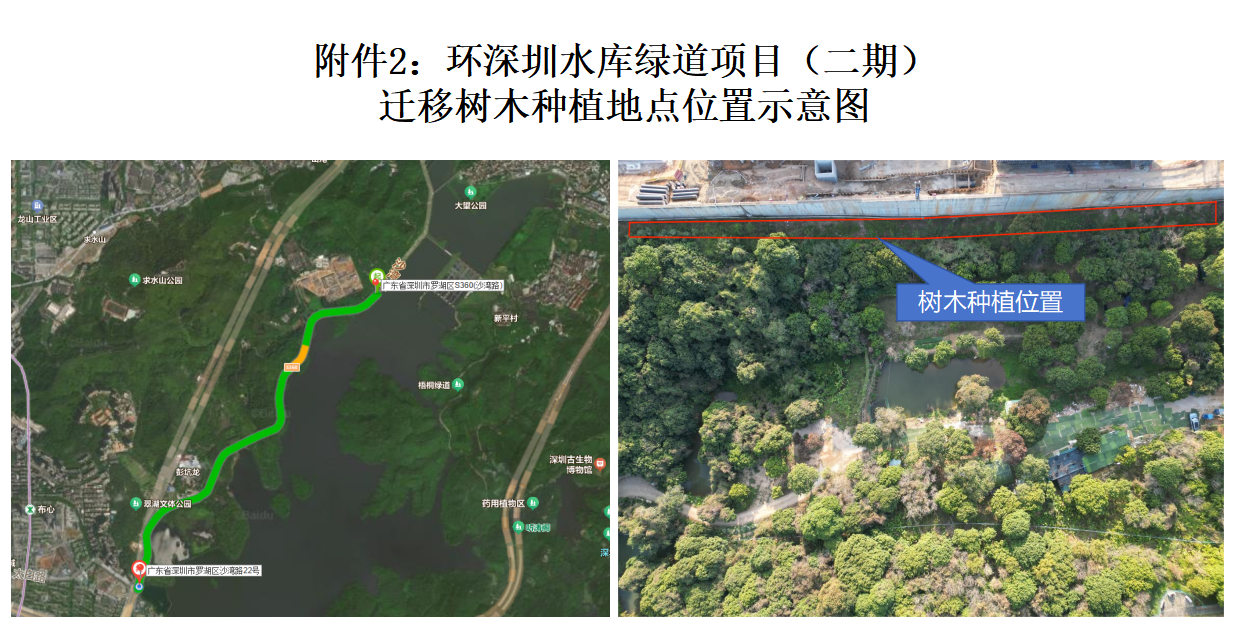 附件2：环深圳水库绿道项目（二期）
迁移树木种植地点位置示意图
大望公园
龙山工业区
求水山
求水山公园
广东省深圳市罗湖区S360(沙湾路)
新平村
梧桐绿道
彭坑龙
深圳古生物
博物馆
翠湖文体公园
药用植物区
布心
广东省深圳市罗湖区沙湾路22号
树木种植位置